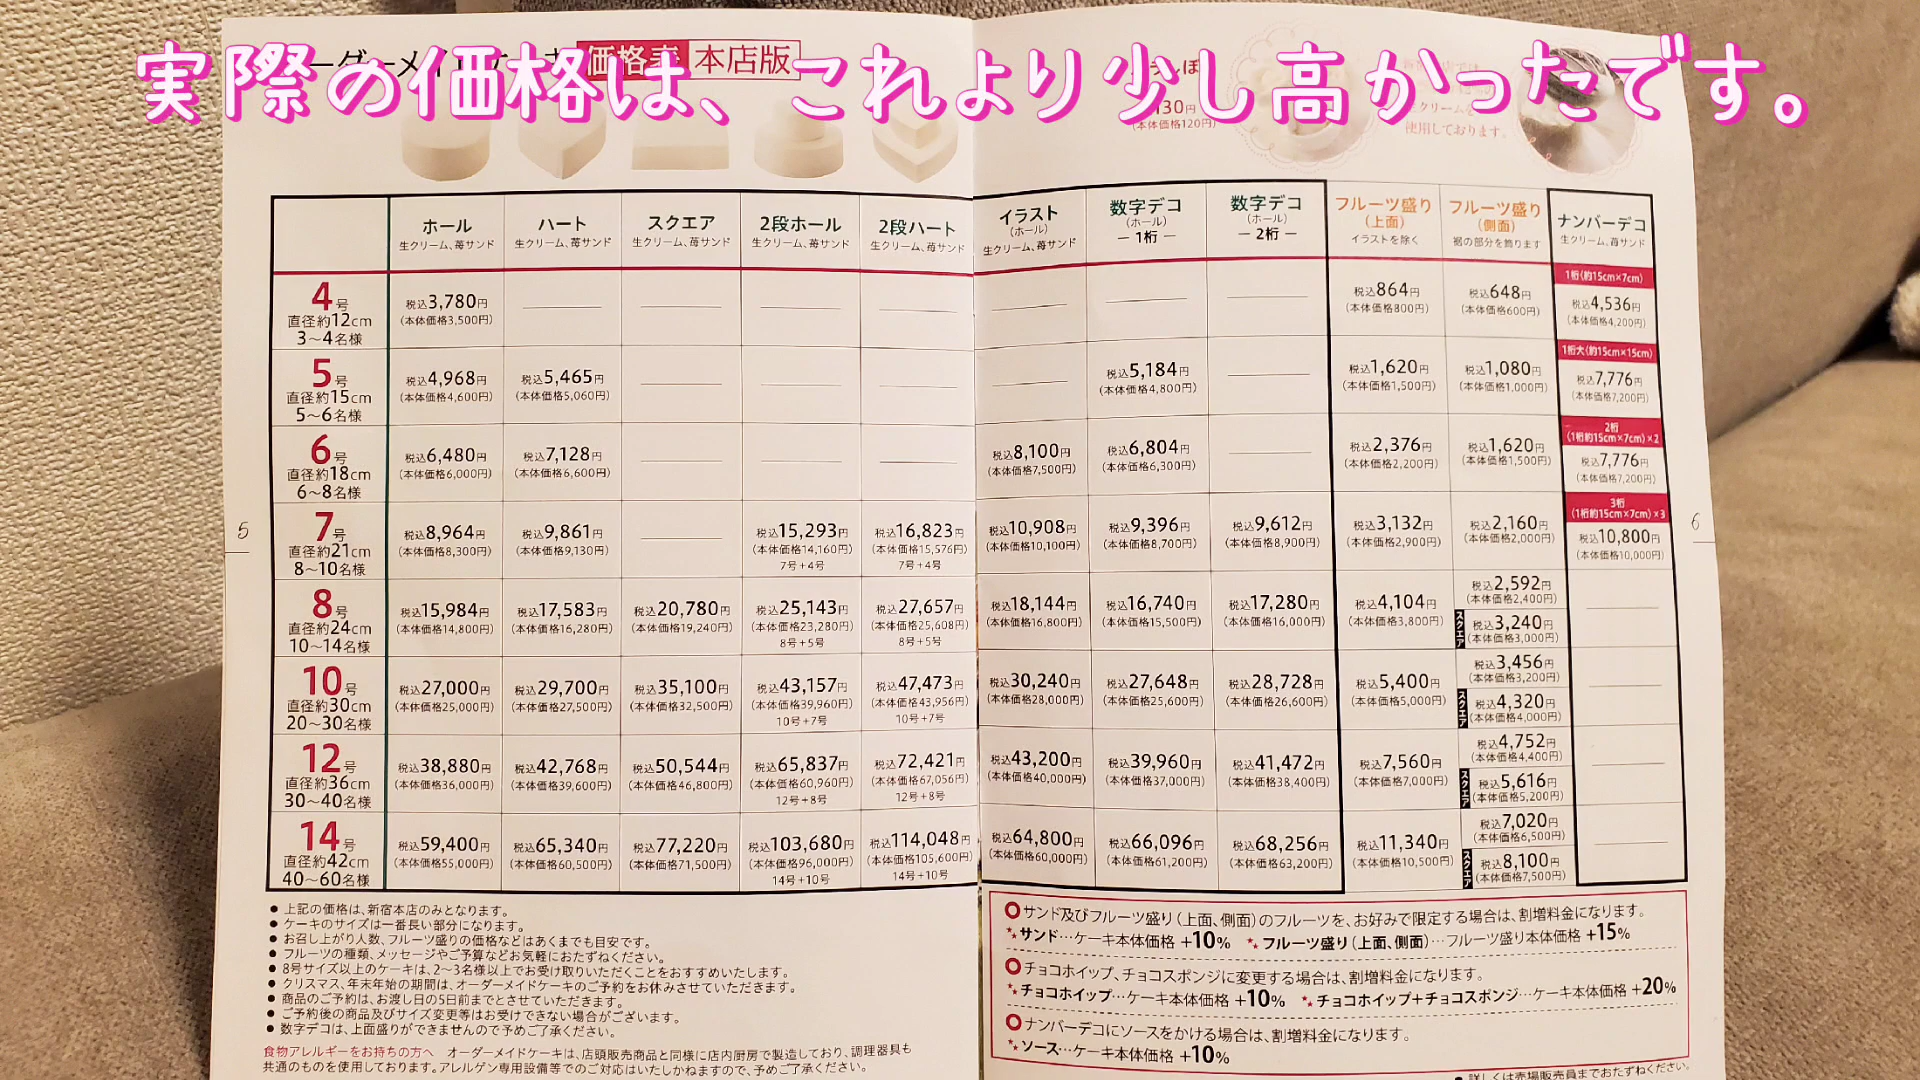 実際の価格は、これより少し高かったです。
価格表 本店版
130円
(本体価格120円)
使用しております。
ホール
生クリーム、苺サンド
ハート
生クリーム、苺サンド
スクエア
生クリーム、苺サンド
2段ホール
生クリーム、苺サンド
2段ハート
生クリーム、苺サンド
イラスト
(ホール)
生クリーム、苺サンド
数字デコ
(ホール)
― 1桁 ―
数字デコ
(ホール)
― 2桁 ―
フルーツ盛り
(上面)
イラストを除く
フルーツ盛り
(側面)
裾の部分を飾ります
ナンバーデコ
生クリーム、苺サンド
4号
直径約12cm
3〜4名様
税込3,780円
(本体価格3,500円)
税込864円
(本体価格800円)
税込648円
(本体価格600円)
1桁(約15cm×7cm)
税込4,536円
(本体価格4,200円)
5号
直径約15cm
5〜6名様
税込4,968円
(本体価格4,600円)
税込5,465円
(本体価格5,060円)
税込5,184円
(本体価格4,800円)
税込1,620円
(本体価格1,500円)
税込1,080円
(本体価格1,000円)
1桁大(約15cm×15cm)
税込7,776円
(本体価格7,200円)
6号
直径約18cm
6〜8名様
税込6,480円
(本体価格6,000円)
税込7,128円
(本体価格6,600円)
税込8,100円
(本体価格7,500円)
税込6,804円
(本体価格6,300円)
税込2,376円
(本体価格2,200円)
税込1,620円
(本体価格1,500円)
2桁
(1桁約15cm×7cm)×2
税込7,776円
(本体価格7,200円)
7号
直径約21cm
8〜10名様
税込8,964円
(本体価格8,300円)
税込9,861円
(本体価格9,130円)
税込15,293円
(本体価格14,160円)
7号+4号
税込16,823円
(本体価格15,576円)
7号+4号
税込10,908円
(本体価格10,100円)
税込9,396円
(本体価格8,700円)
税込9,612円
(本体価格8,900円)
税込3,132円
(本体価格2,900円)
税込2,160円
(本体価格2,000円)
3桁
(1桁約15cm×7cm)×3
税込10,800円
(本体価格10,000円)
8号
直径約24cm
10〜14名様
税込15,984円
(本体価格14,800円)
税込17,583円
(本体価格16,280円)
税込20,780円
(本体価格19,240円)
税込25,143円
(本体価格23,280円)
8号+5号
税込27,657円
(本体価格25,608円)
8号+5号
税込18,144円
(本体価格16,800円)
税込16,740円
(本体価格15,500円)
税込17,280円
(本体価格16,000円)
税込4,104円
(本体価格3,800円)
税込2,592円
(本体価格2,400円)
スクエア
税込3,240円
(本体価格3,000円)
10号
直径約30cm
20〜30名様
税込27,000円
(本体価格25,000円)
税込29,700円
(本体価格27,500円)
税込35,100円
(本体価格32,500円)
税込43,157円
(本体価格39,960円)
10号+7号
税込47,473円
(本体価格43,956円)
10号+7号
税込30,240円
(本体価格28,000円)
税込27,648円
(本体価格25,600円)
税込28,728円
(本体価格26,600円)
税込5,400円
(本体価格5,000円)
税込3,456円
(本体価格3,200円)
スクエア
税込4,320円
(本体価格4,000円)
12号
直径約36cm
30〜40名様
税込38,880円
(本体価格36,000円)
税込42,768円
(本体価格39,600円)
税込50,544円
(本体価格46,800円)
税込65,837円
(本体価格60,960円)
12号+8号
税込72,421円
(本体価格67,056円)
12号+8号
税込43,200円
(本体価格40,000円)
税込39,960円
(本体価格37,000円)
税込41,472円
(本体価格38,400円)
税込7,560円
(本体価格7,000円)
税込4,752円
(本体価格4,400円)
スクエア
税込5,616円
(本体価格5,200円)
14号
直径約42cm
40〜60名様
税込59,400円
(本体価格55,000円)
税込65,340円
(本体価格60,500円)
税込77,220円
(本体価格71,500円)
税込103,680円
(本体価格96,000円)
14号+10号
税込114,048円
(本体価格105,600円)
14号+10号
税込64,800円
(本体価格60,000円)
税込66,096円
(本体価格61,200円)
税込68,256円
(本体価格63,200円)
税込11,340円
(本体価格10,500円)
税込7,020円
(本体価格6,500円)
スクエア
税込8,100円
(本体価格7,500円)
5
6
● 上記の価格は、新宿本店のみとなります。
● ケーキのサイズは一番長い部分になります。
● お召し上がり人数、フルーツ盛りの価格などはあくまでも目安です。
● フルーツの種類、メッセージやご予算などお気軽におたずねください。
● 8号サイズ以上のケーキは、2〜3名様以上でお受け取りいただくことをおすすめいたします。
● クリスマス、年末年始の期間は、オーダーメイドケーキのご予約をお休みさせていただきます。
● 商品のご予約は、お渡し日の5日前までとさせていただきます。
● ご予約後の商品及びサイズ変更等はお受けできない場合がございます。
● 数字デコは、上面盛りができませんので予めご了承ください。
食物アレルギーをお持ちの方へ オーダーメイドケーキは、店頭販売商品と同様に店内厨房で製造しており、調理器具も
共通のものを使用しております。アレルゲン専用設備等でのご対応はいたしかねますので、予めご了承ください。
サンド及びフルーツ盛り(上面、側面)のフルーツを、お好みで限定する場合は、割増料金になります。
サンド…ケーキ本体価格 +10% フルーツ盛り(上面、側面)…フルーツ盛り本体価格 +15%
チョコホイップ、チョコスポンジに変更する場合は、割増料金になります。
チョコホイップ…ケーキ本体価格 +10% チョコホイップ+チョコスポンジ…ケーキ本体価格 +20%
ナンバーデコにソースをかける場合は、割増料金になります。
ソース…ケーキ本体価格 +10%
● 詳しくは売場販売員までおたずねください。